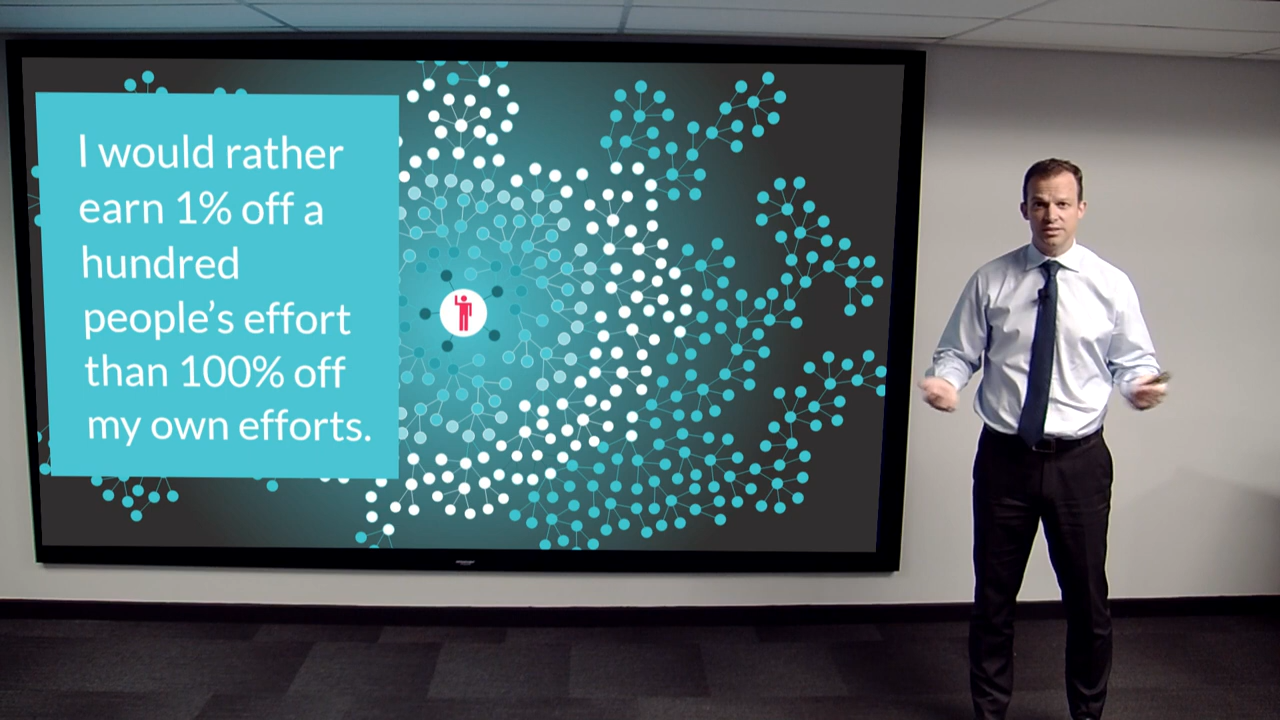 I would rather
earn 1% off a
hundred
people’s effort
than 100% off
my own efforts.